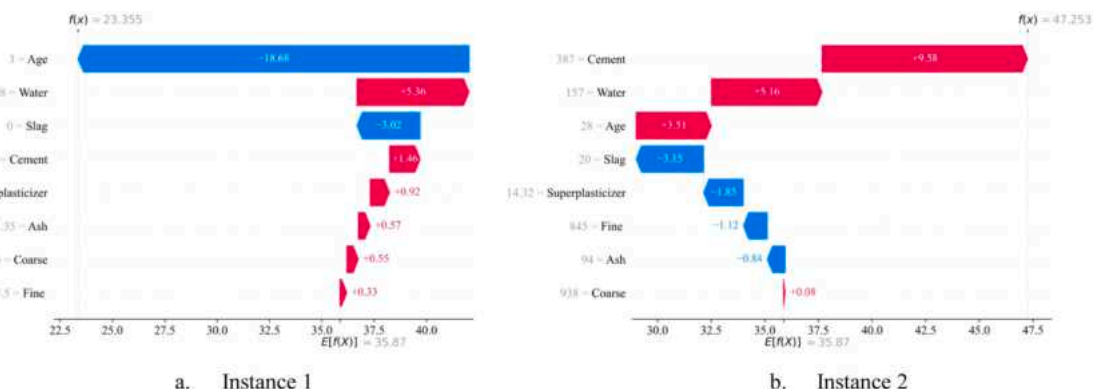 f(x) = 23.355
3 = Age
−18.68
8 = Water
+5.36
0 = Slag
−3.02
= Cement
+1.46
plasticizer
+0.92
.35 = Ash
+0.57
= Coarse
+0.55
.5 = Fine
+0.33
22.5 25.0 27.5 30.0 32.5 35.0 37.5 40.0
E[f(X)] = 35.87
a. Instance 1
f(x) = 47.253
387 = Cement
+9.58
157 = Water
+5.16
28 = Age
+3.51
20 = Slag
−3.15
14.32 = Superplasticizer
−1.85
845 = Fine
−1.12
94 = Ash
−0.84
938 = Coarse
+0.08
30.0 32.5 35.0 37.5 40.0 42.5 45.0 47.5
E[f(X)] = 35.87
b. Instance 2